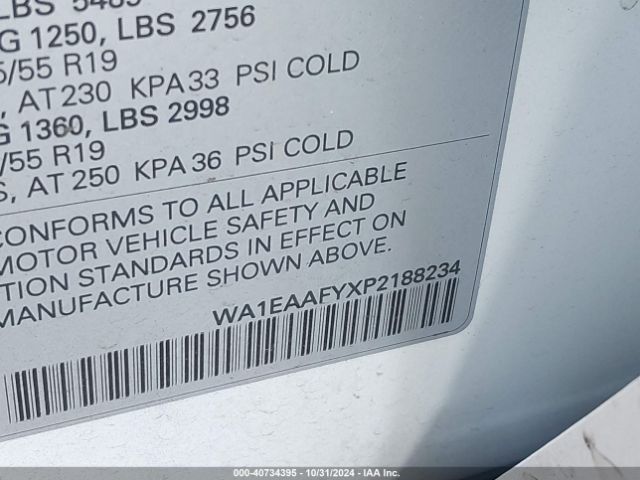 LBS
G 1250, LBS 2756
/55 R19
, AT 230 KPA 33 PSI COLD
G 1360, LBS 2998
/55 R19
S, AT 250 KPA 36 PSI COLD
CONFORMS TO ALL APPLICABLE
MOTOR VEHICLE SAFETY AND
TION STANDARDS IN EFFECT ON
MANUFACTURE SHOWN ABOVE.
WA1EAAFYXP2188234
000-40734395 - 10/31/2024 - IAA Inc.